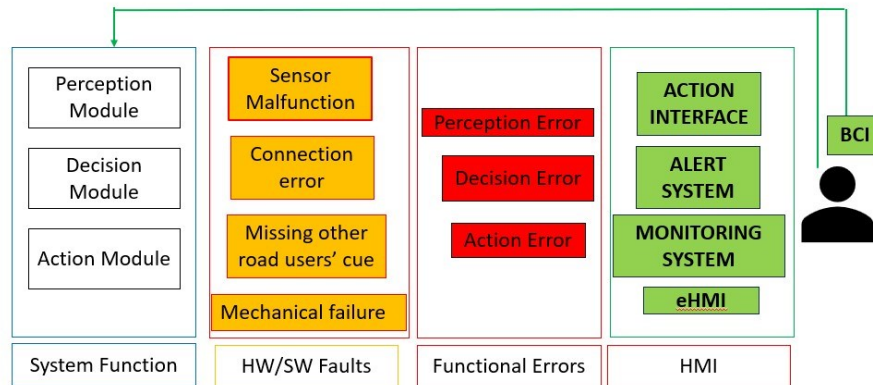 Perception
Module
Decision
Module
Action Module
System Function
Sensor
Malfunction
Connection
error
Missing other
road users’ cue
Mechanical failure
HW/SW Faults
Perception Error
Decision Error
Action Error
Functional Errors
ACTION
INTERFACE
ALERT
SYSTEM
MONITORING
SYSTEM
eHMI
HMI
BCI